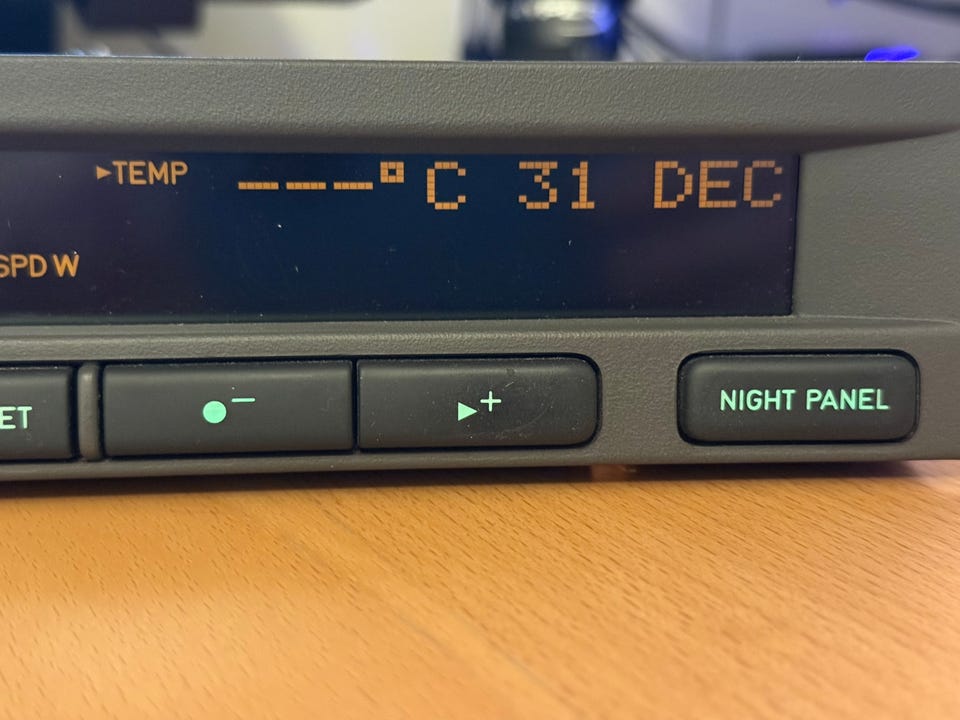 ▸TEMP ---°C 31 DEC
SPD W
ET
●−
▸+
NIGHT PANEL